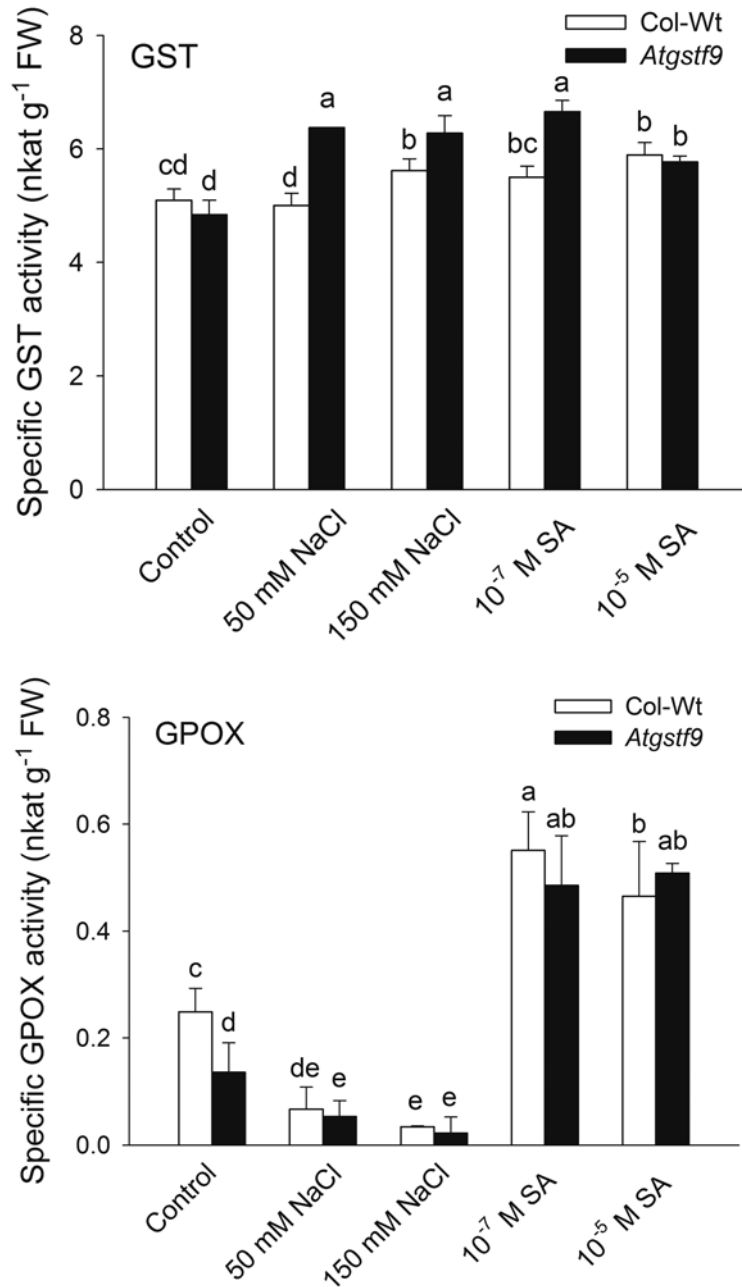 Specific GST activity (nkat g⁻¹ FW)
GST
Col-Wt
Atgstf9
8
6
4
2
0
cd
d
d
a
b
a
bc
a
b
b
Control
50 mM NaCl
150 mM NaCl
10⁻⁷ M SA
10⁻⁵ M SA
Specific GPOX activity (nkat g⁻¹ FW)
GPOX
Col-Wt
Atgstf9
0.8
0.6
0.4
0.2
0.0
c
d
de
e
e
e
a
ab
b
ab
Control
50 mM NaCl
150 mM NaCl
10⁻⁷ M SA
10⁻⁵ M SA